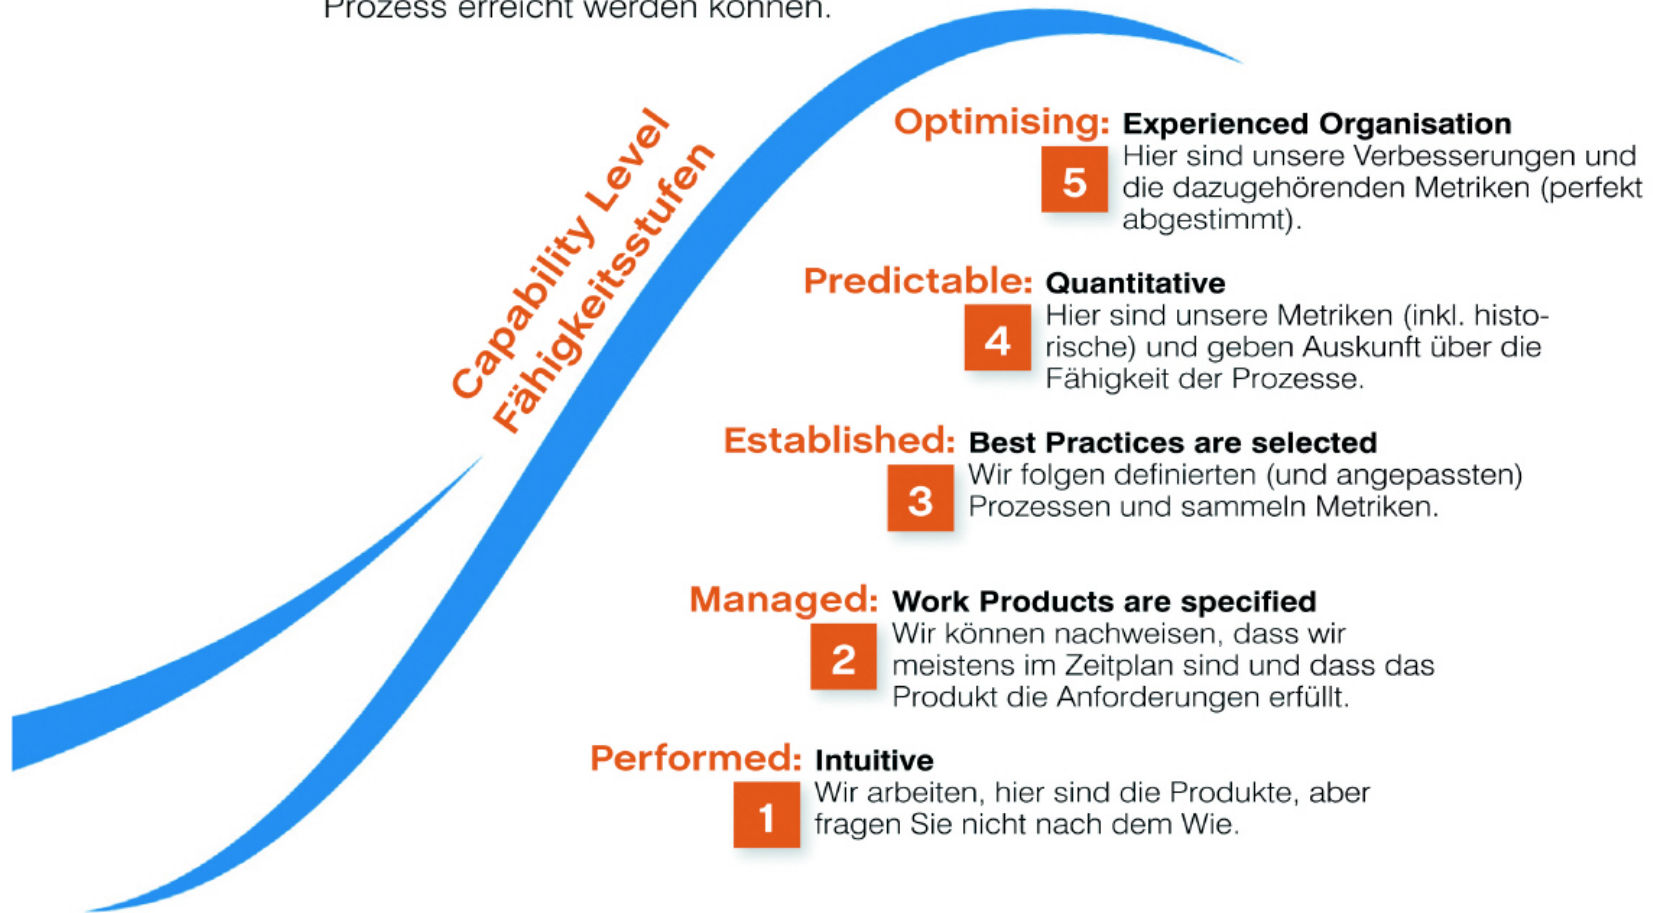 Prozess erreicht werden können.
Capability Level
Fähigkeitsstufen
Optimising: Experienced Organisation
5 Hier sind unsere Verbesserungen und
die dazugehörenden Metriken (perfekt
abgestimmt).
Predictable: Quantitative
4 Hier sind unsere Metriken (inkl. histo-
rische) und geben Auskunft über die
Fähigkeit der Prozesse.
Established: Best Practices are selected
3 Wir folgen definierten (und angepassten)
Prozessen und sammeln Metriken.
Managed: Work Products are specified
2 Wir können nachweisen, dass wir
meistens im Zeitplan sind und dass das
Produkt die Anforderungen erfüllt.
Performed: Intuitive
1 Wir arbeiten, hier sind die Produkte, aber
fragen Sie nicht nach dem Wie.